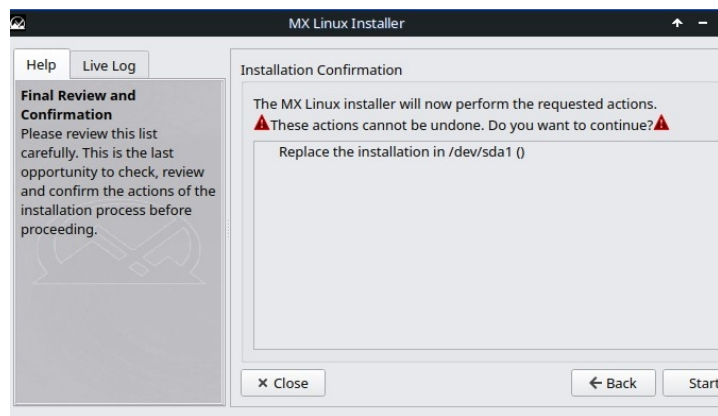 MX Linux Installer
Help
Live Log
Final Review and
Confirmation
Please review this list
carefully. This is the last
opportunity to check, review
and confirm the actions of the
installation process before
proceeding.
Installation Confirmation
The MX Linux installer will now perform the requested actions.
These actions cannot be undone. Do you want to continue?
Replace the installation in /dev/sda1 ()
Close
Back
Start